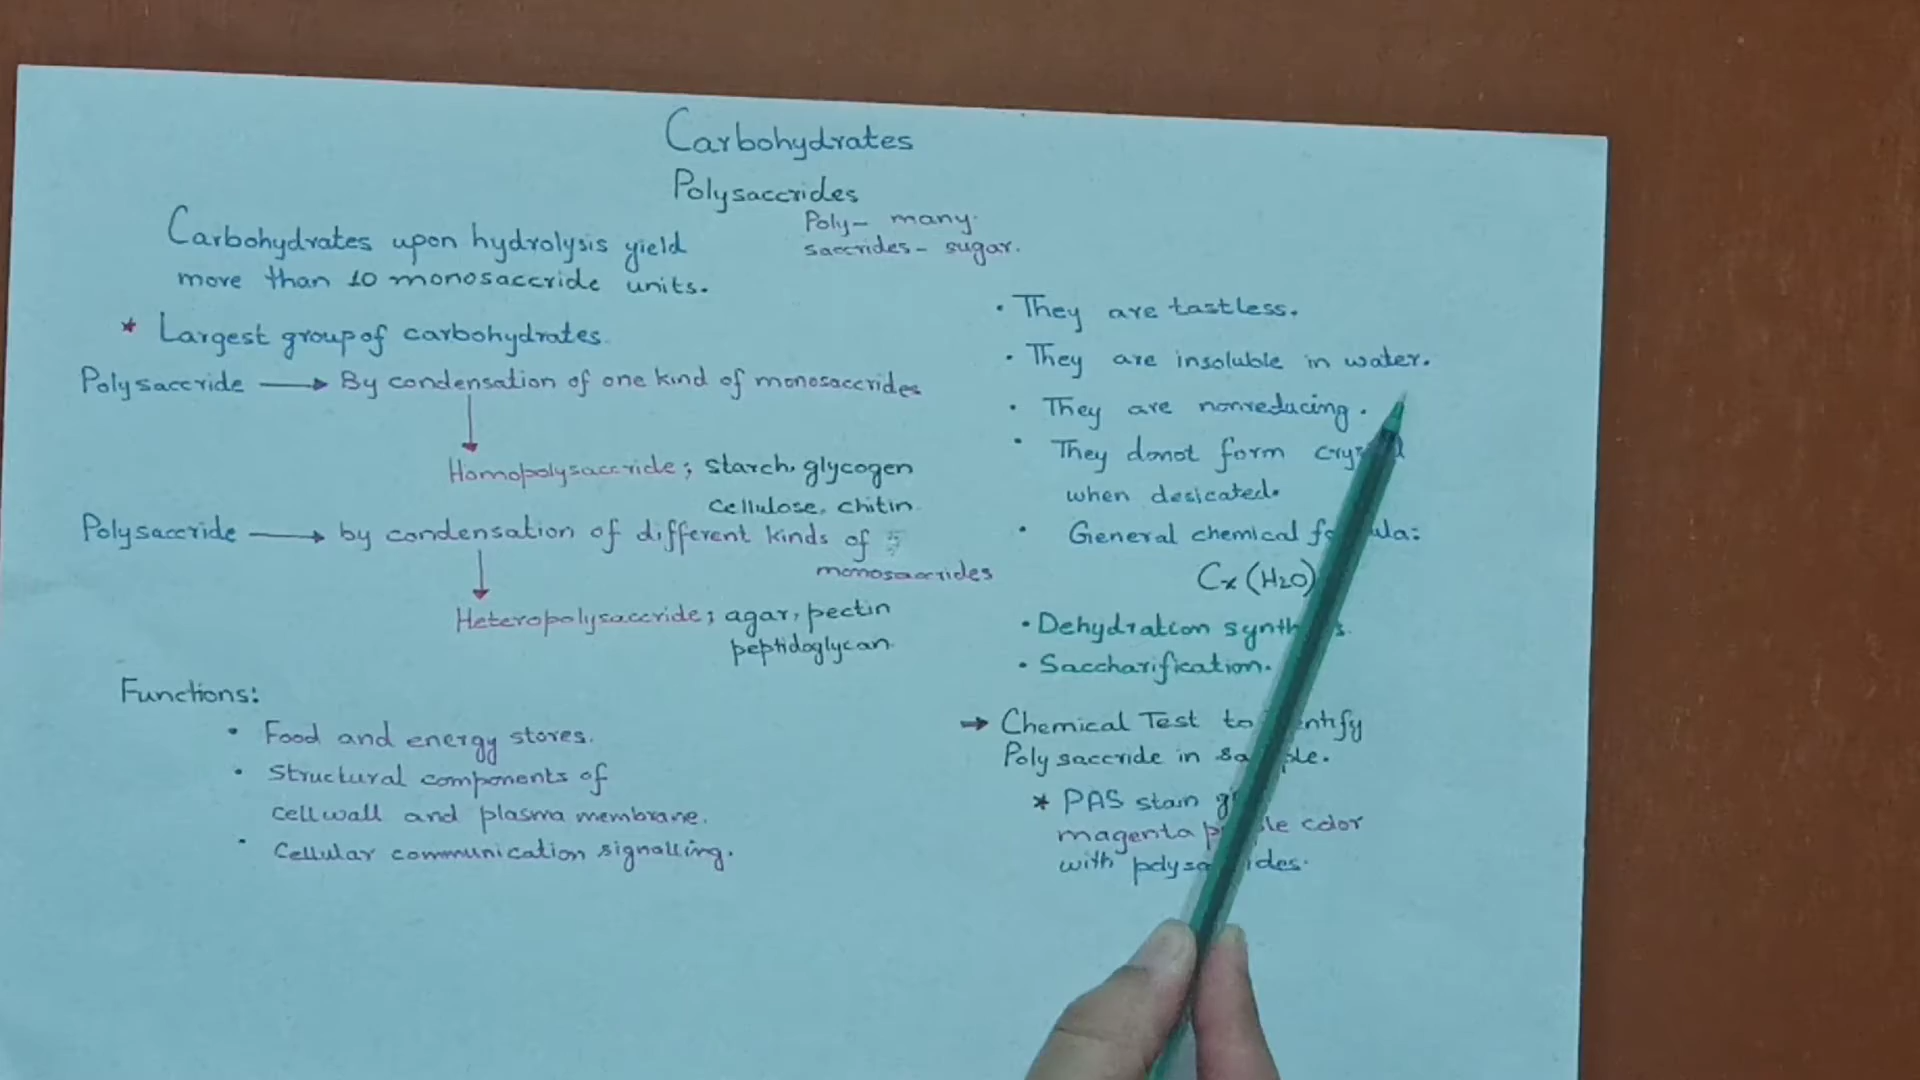 Carbohydrates
Polysaccrides
Poly- many.
saccrides- sugar.
Carbohydrates upon hydrolysis yield
more than 10 monosaccride units.
* Largest group of carbohydrates.
Polysaccride → By condensation of one kind of monosaccrides
Homopolysaccride; starch, glycogen
cellulose, chitin.
Polysaccride → by condensation of different kinds of
monosaccrides
Heteropolysaccride; agar, pectin
peptidoglycan.
Functions:
• Food and energy stores.
• Structural components of
cellwall and plasma membrane.
• Cellular communication signalling.
• They are tastless.
• They are insoluble in water.
• They are nonreducing.
• They donot form
when desicated.
• General chemical
Cx (H2O)
• Dehydration
• Saccharification.
→ Chemical Test to
Polysaccride in
* PAS stain
magenta color
with